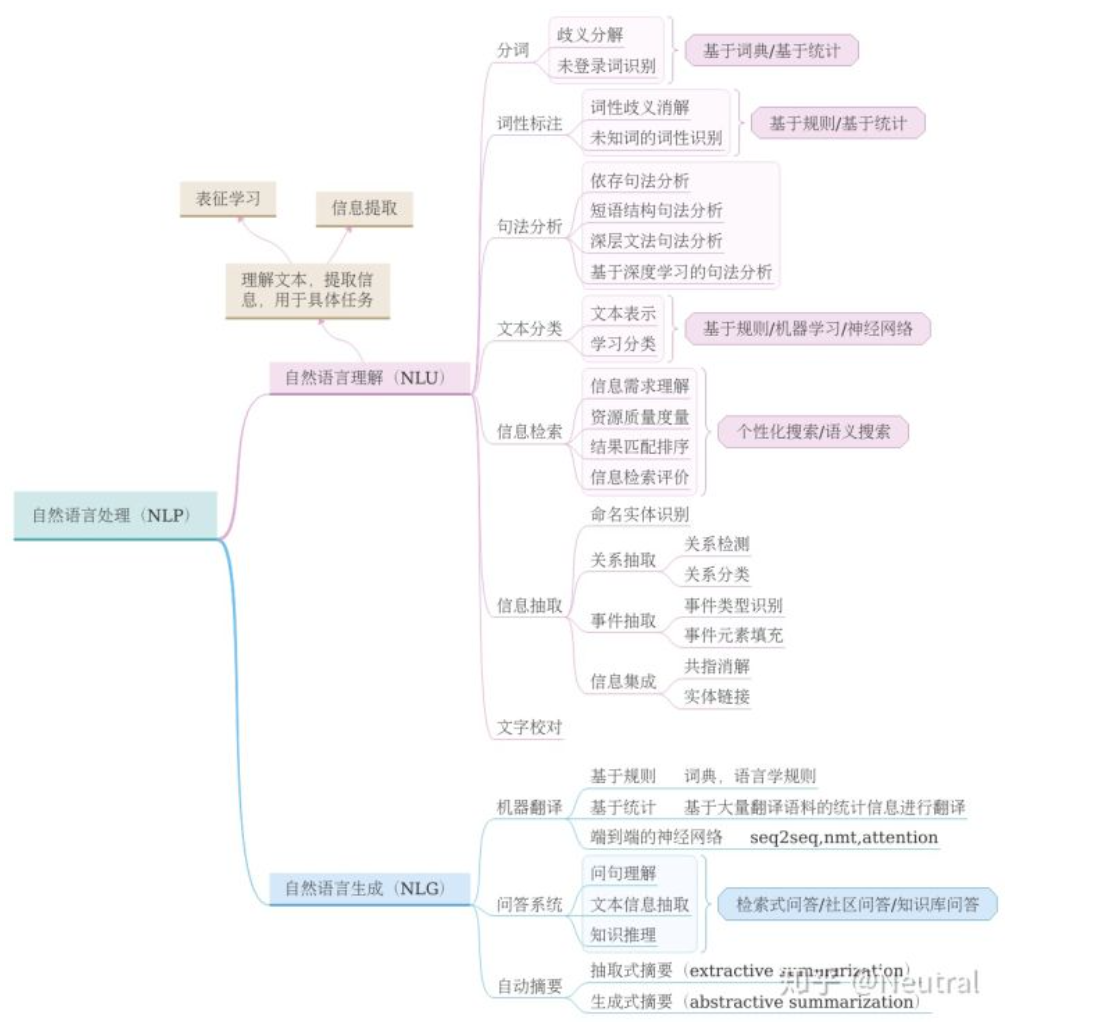 自然语言处理（NLP）
自然语言理解（NLU）
理解文本，提取信
息，用于具体任务
表征学习
信息提取
分词
歧义分解
未登录词识别
基于词典/基于统计
词性标注
词性歧义消解
未知词的词性识别
基于规则/基于统计
句法分析
依存句法分析
短语结构句法分析
深层文法句法分析
基于深度学习的句法分析
文本分类
文本表示
学习分类
基于规则/机器学习/神经网络
信息检索
信息需求理解
资源质量度量
结果匹配排序
信息检索评价
个性化搜索/语义搜索
信息抽取
命名实体识别
关系抽取
关系检测
关系分类
事件抽取
事件类型识别
事件元素填充
信息集成
共指消解
实体链接
文字校对
自然语言生成（NLG）
机器翻译
基于规则
词典，语言学规则
基于统计
基于大量翻译语料的统计信息进行翻译
端到端的神经网络
seq2seq,nmt,attention
问答系统
问句理解
文本信息抽取
知识推理
检索式问答/社区问答/知识库问答
自动摘要
抽取式摘要（extractive summarization）
生成式摘要（abstractive summarization）
知乎 @Neutral